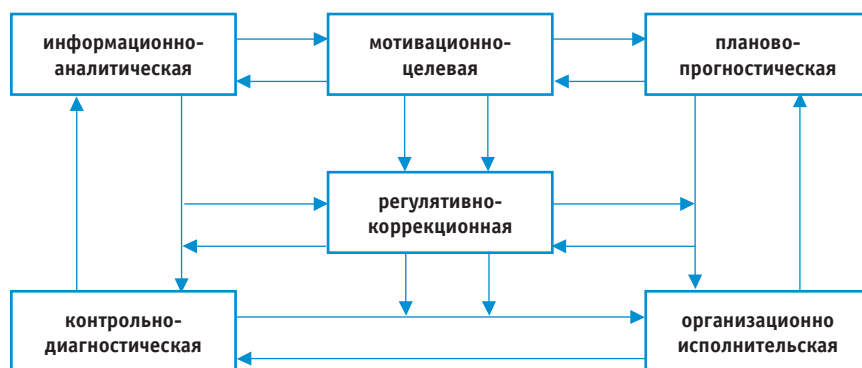 информационно-
аналитическая
мотивационно-
целевая
планово-
прогностическая
регулятивно-
коррекционная
контрольно-
диагностическая
организационно
исполнительская